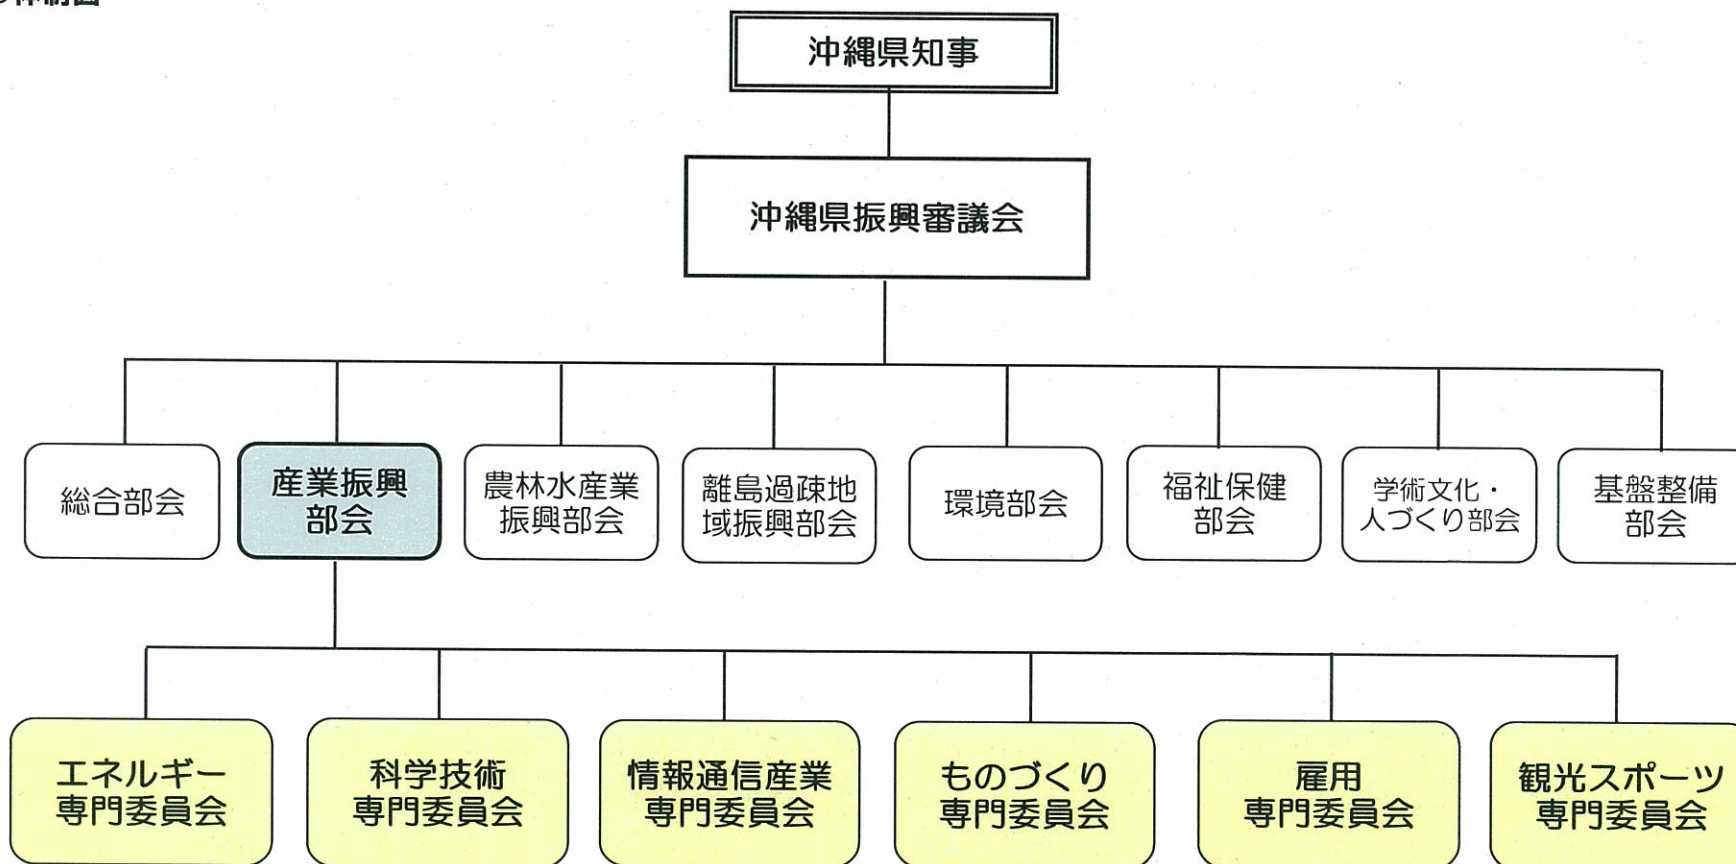 沖縄県知事
沖縄県振興審議会
総合部会
産業振興
部会
農林水産業
振興部会
離島過疎地
域振興部会
環境部会
福祉保健
部会
学術文化・
人づくり部会
基盤整備
部会
エネルギー
専門委員会
科学技術
専門委員会
情報通信産業
専門委員会
ものづくり
専門委員会
雇用
専門委員会
観光スポーツ
専門委員会